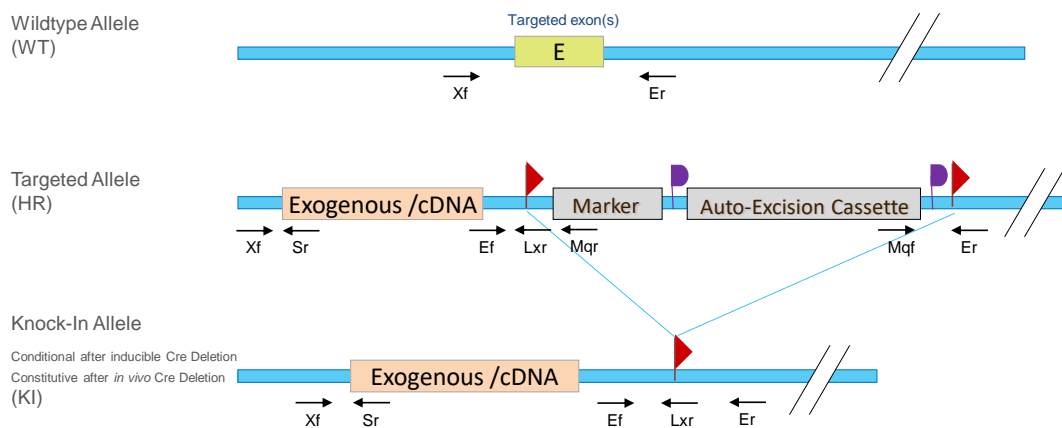 Wildtype Allele
(WT)
Targeted exon(s)
E
Xf
Er
Targeted Allele
(HR)
Exogenous /cDNA
Marker
Auto-Excision Cassette
Xf
Sr
Ef
Lxr
Mqr
Mqf
Er
Knock-In Allele
Conditional after inducible Cre Deletion
Constitutive after in vivo Cre Deletion
(KI)
Exogenous /cDNA
Xf
Sr
Ef
Lxr
Er